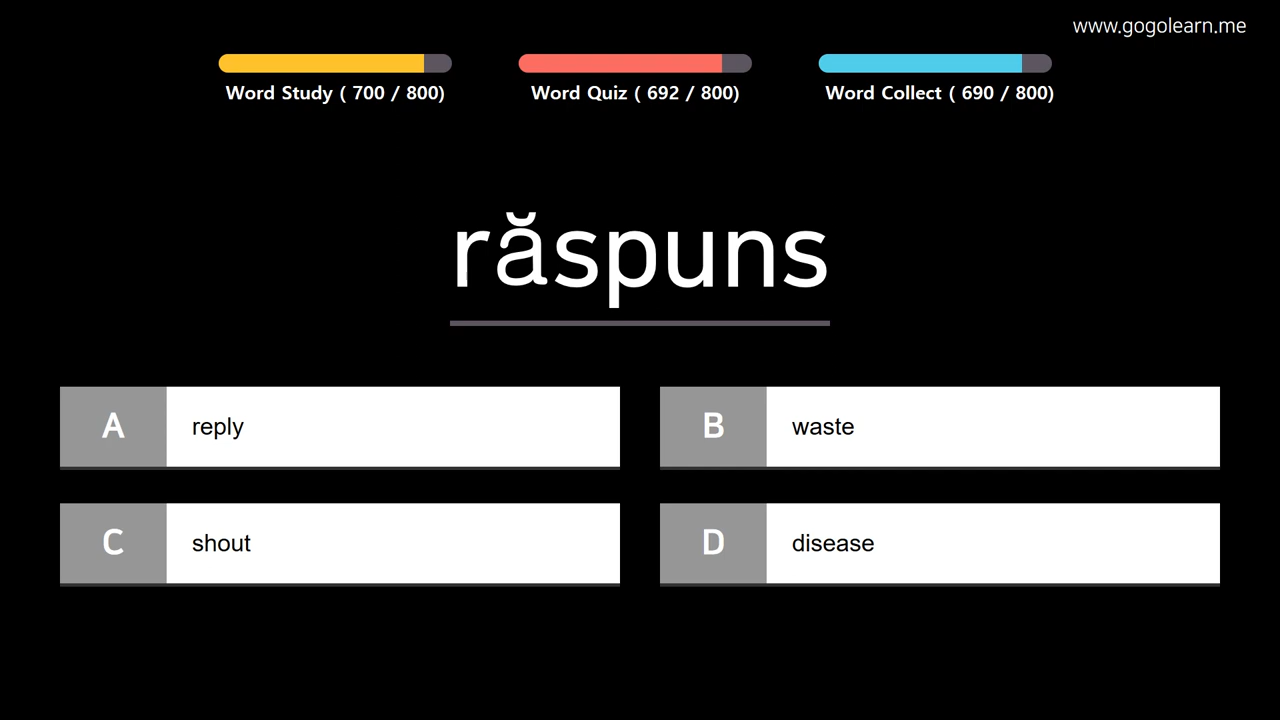 www.gogolearn.me
Word Study ( 700 / 800)
Word Quiz ( 692 / 800)
Word Collect ( 690 / 800)
răspuns
A reply
B waste
C shout
D disease